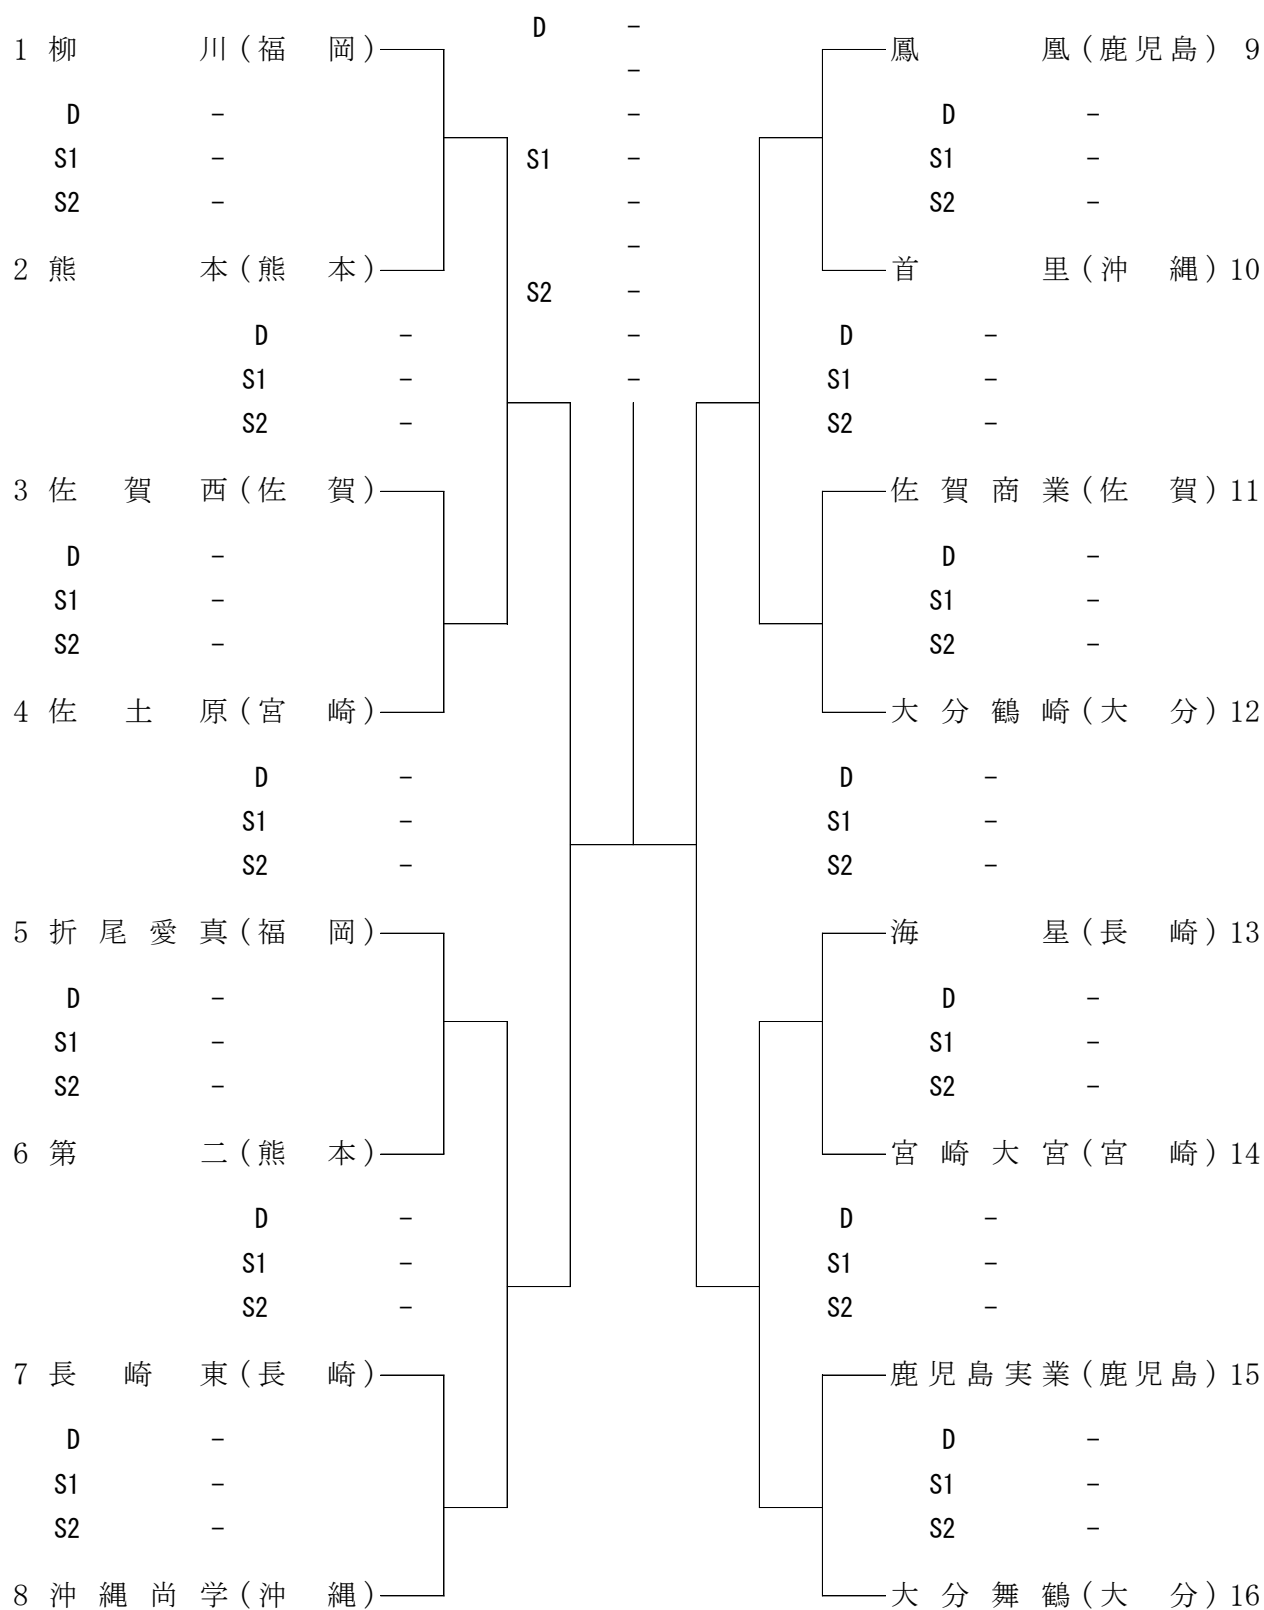 D -
1 柳川(福岡) 鳳凰(鹿児島) 9
-
D - - D -
S1 - S1 - S1 -
S2 - - S2 -
-
2 熊本(熊本) 首里(沖縄) 10
S2 -
D - - D -
S1 - - S1 -
S2 - S2 -
3 佐賀西(佐賀) 佐賀商業(佐賀) 11
D - D -
S1 - S1 -
S2 - S2 -
4 佐土原(宮崎) 大分鶴崎(大分) 12
D - D -
S1 - S1 -
S2 - S2 -
5 折尾愛真(福岡) 海星(長崎) 13
D - D -
S1 - S1 -
S2 - S2 -
6 第二(熊本) 宮崎大宮(宮崎) 14
D - D -
S1 - S1 -
S2 - S2 -
7 長崎東(長崎) 鹿児島実業(鹿児島) 15
D - D -
S1 - S1 -
S2 - S2 -
8 沖縄尚学(沖縄) 大分舞鶴(大分) 16